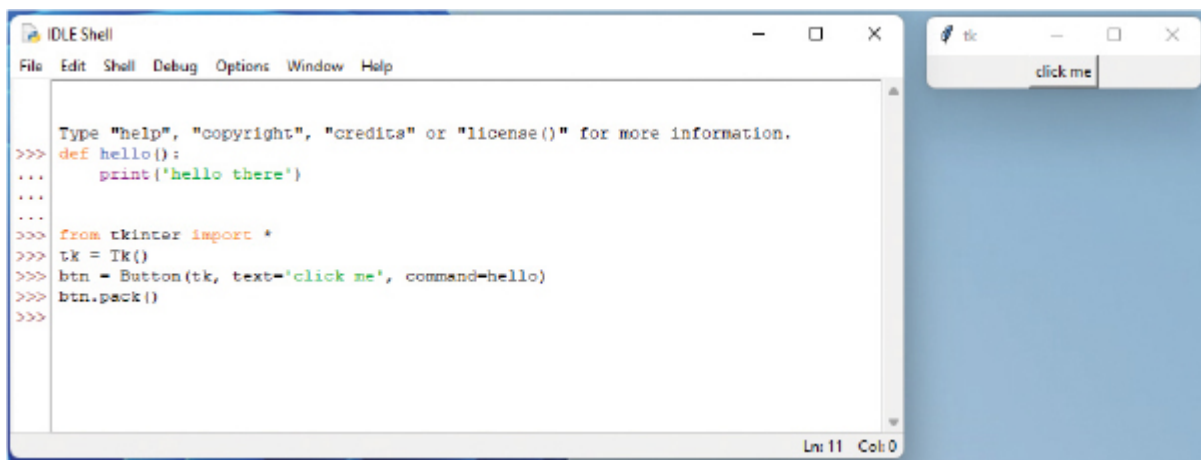 IDLE Shell
File Edit Shell Debug Options Window Help
Type "help", "copyright", "credits" or "license()" for more information.
>>> def hello():
...     print('hello there')
...
...
>>> from tkinter import *
>>> tk = Tk()
>>> btn = Button(tk, text='click me', command=hello)
>>> btn.pack()
>>>
Ln: 11 Col: 0
tk
click me